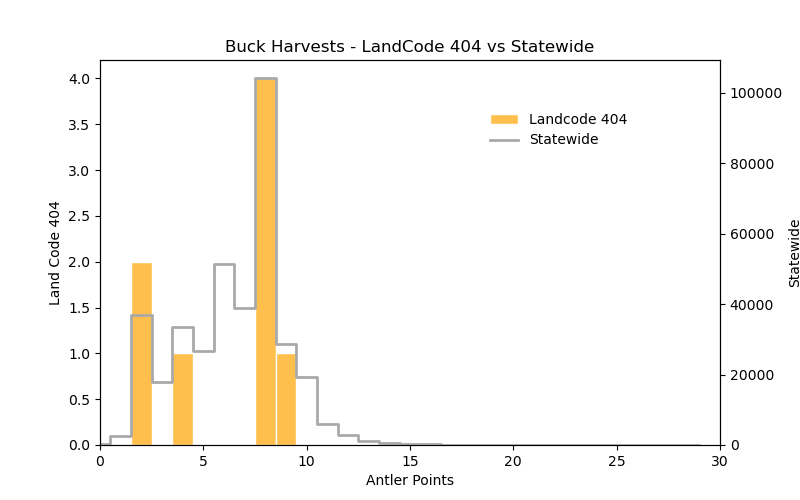 Buck Harvests - LandCode 404 vs Statewide
Landcode 404
Statewide
Land Code 404
4.0
3.5
3.0
2.5
2.0
1.5
1.0
0.5
0.0
100000
80000
60000
40000
20000
0
Statewide
0 5 10 15 20 25 30
Antler Points